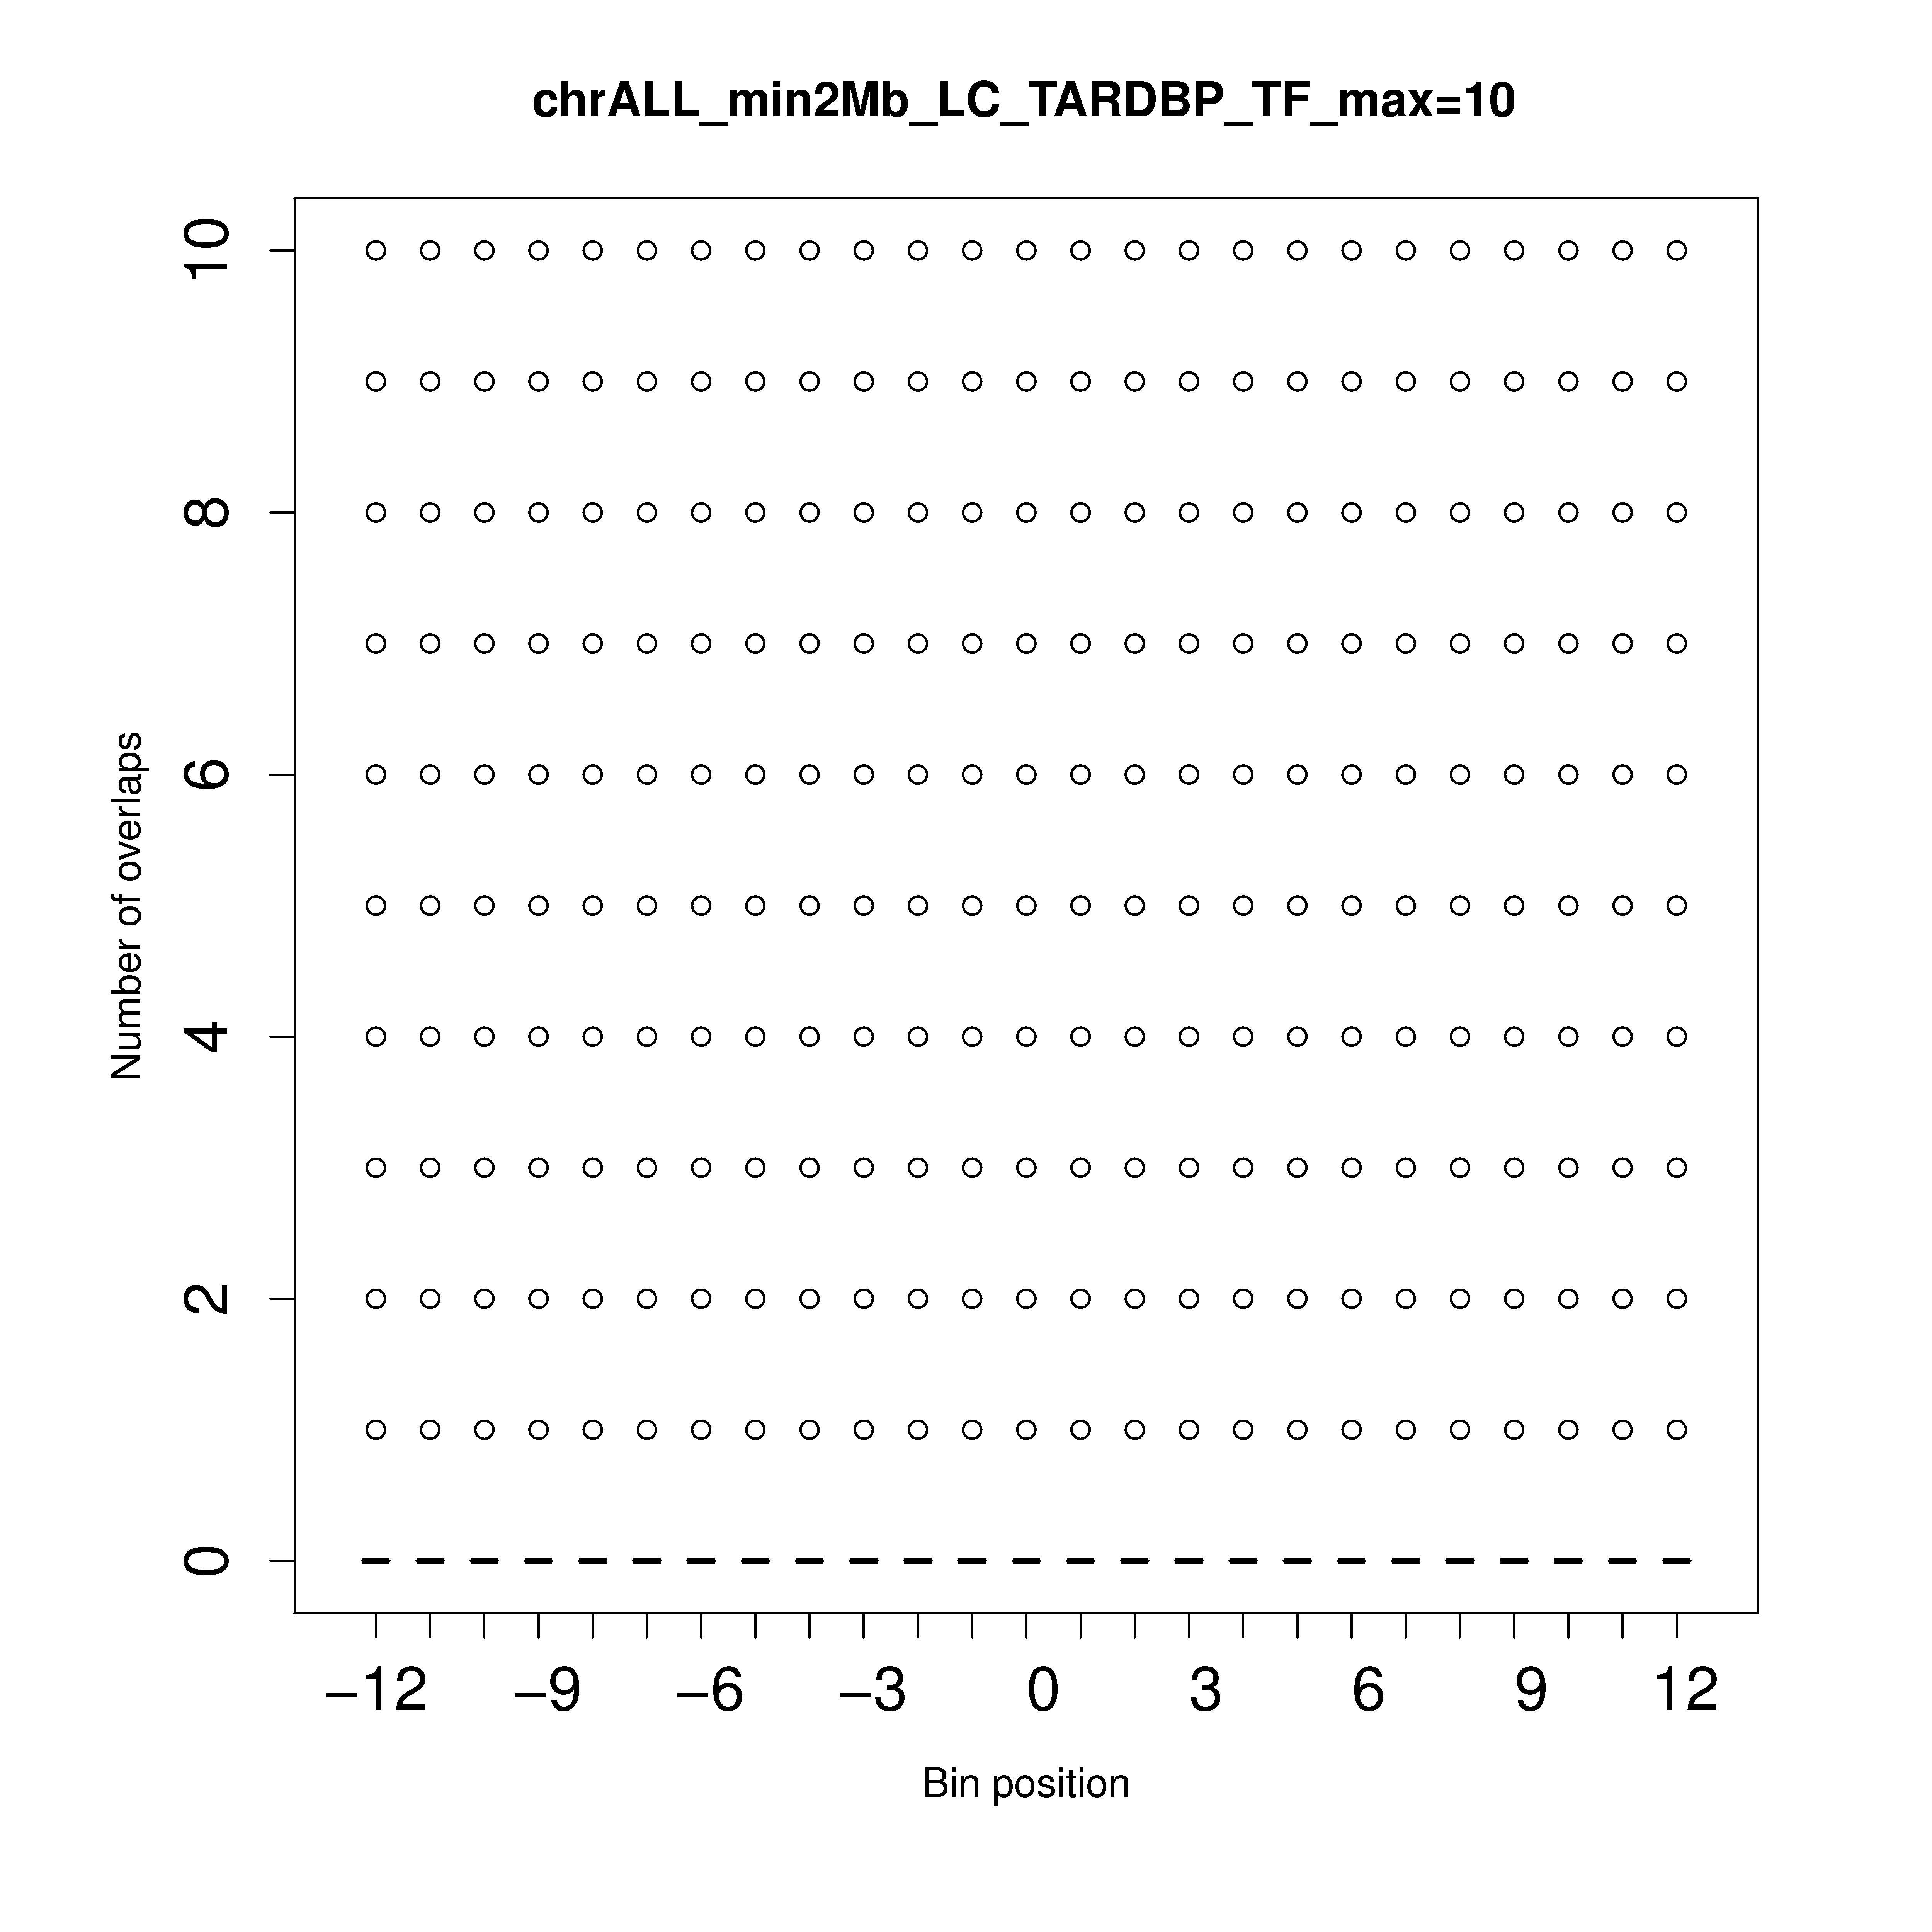 chrALL_min2Mb_LC_TARDBP_TF_max=10
10
8
6
4
2
0
Number of overlaps
−12 −9 −6 −3 0 3 6 9 12
Bin position